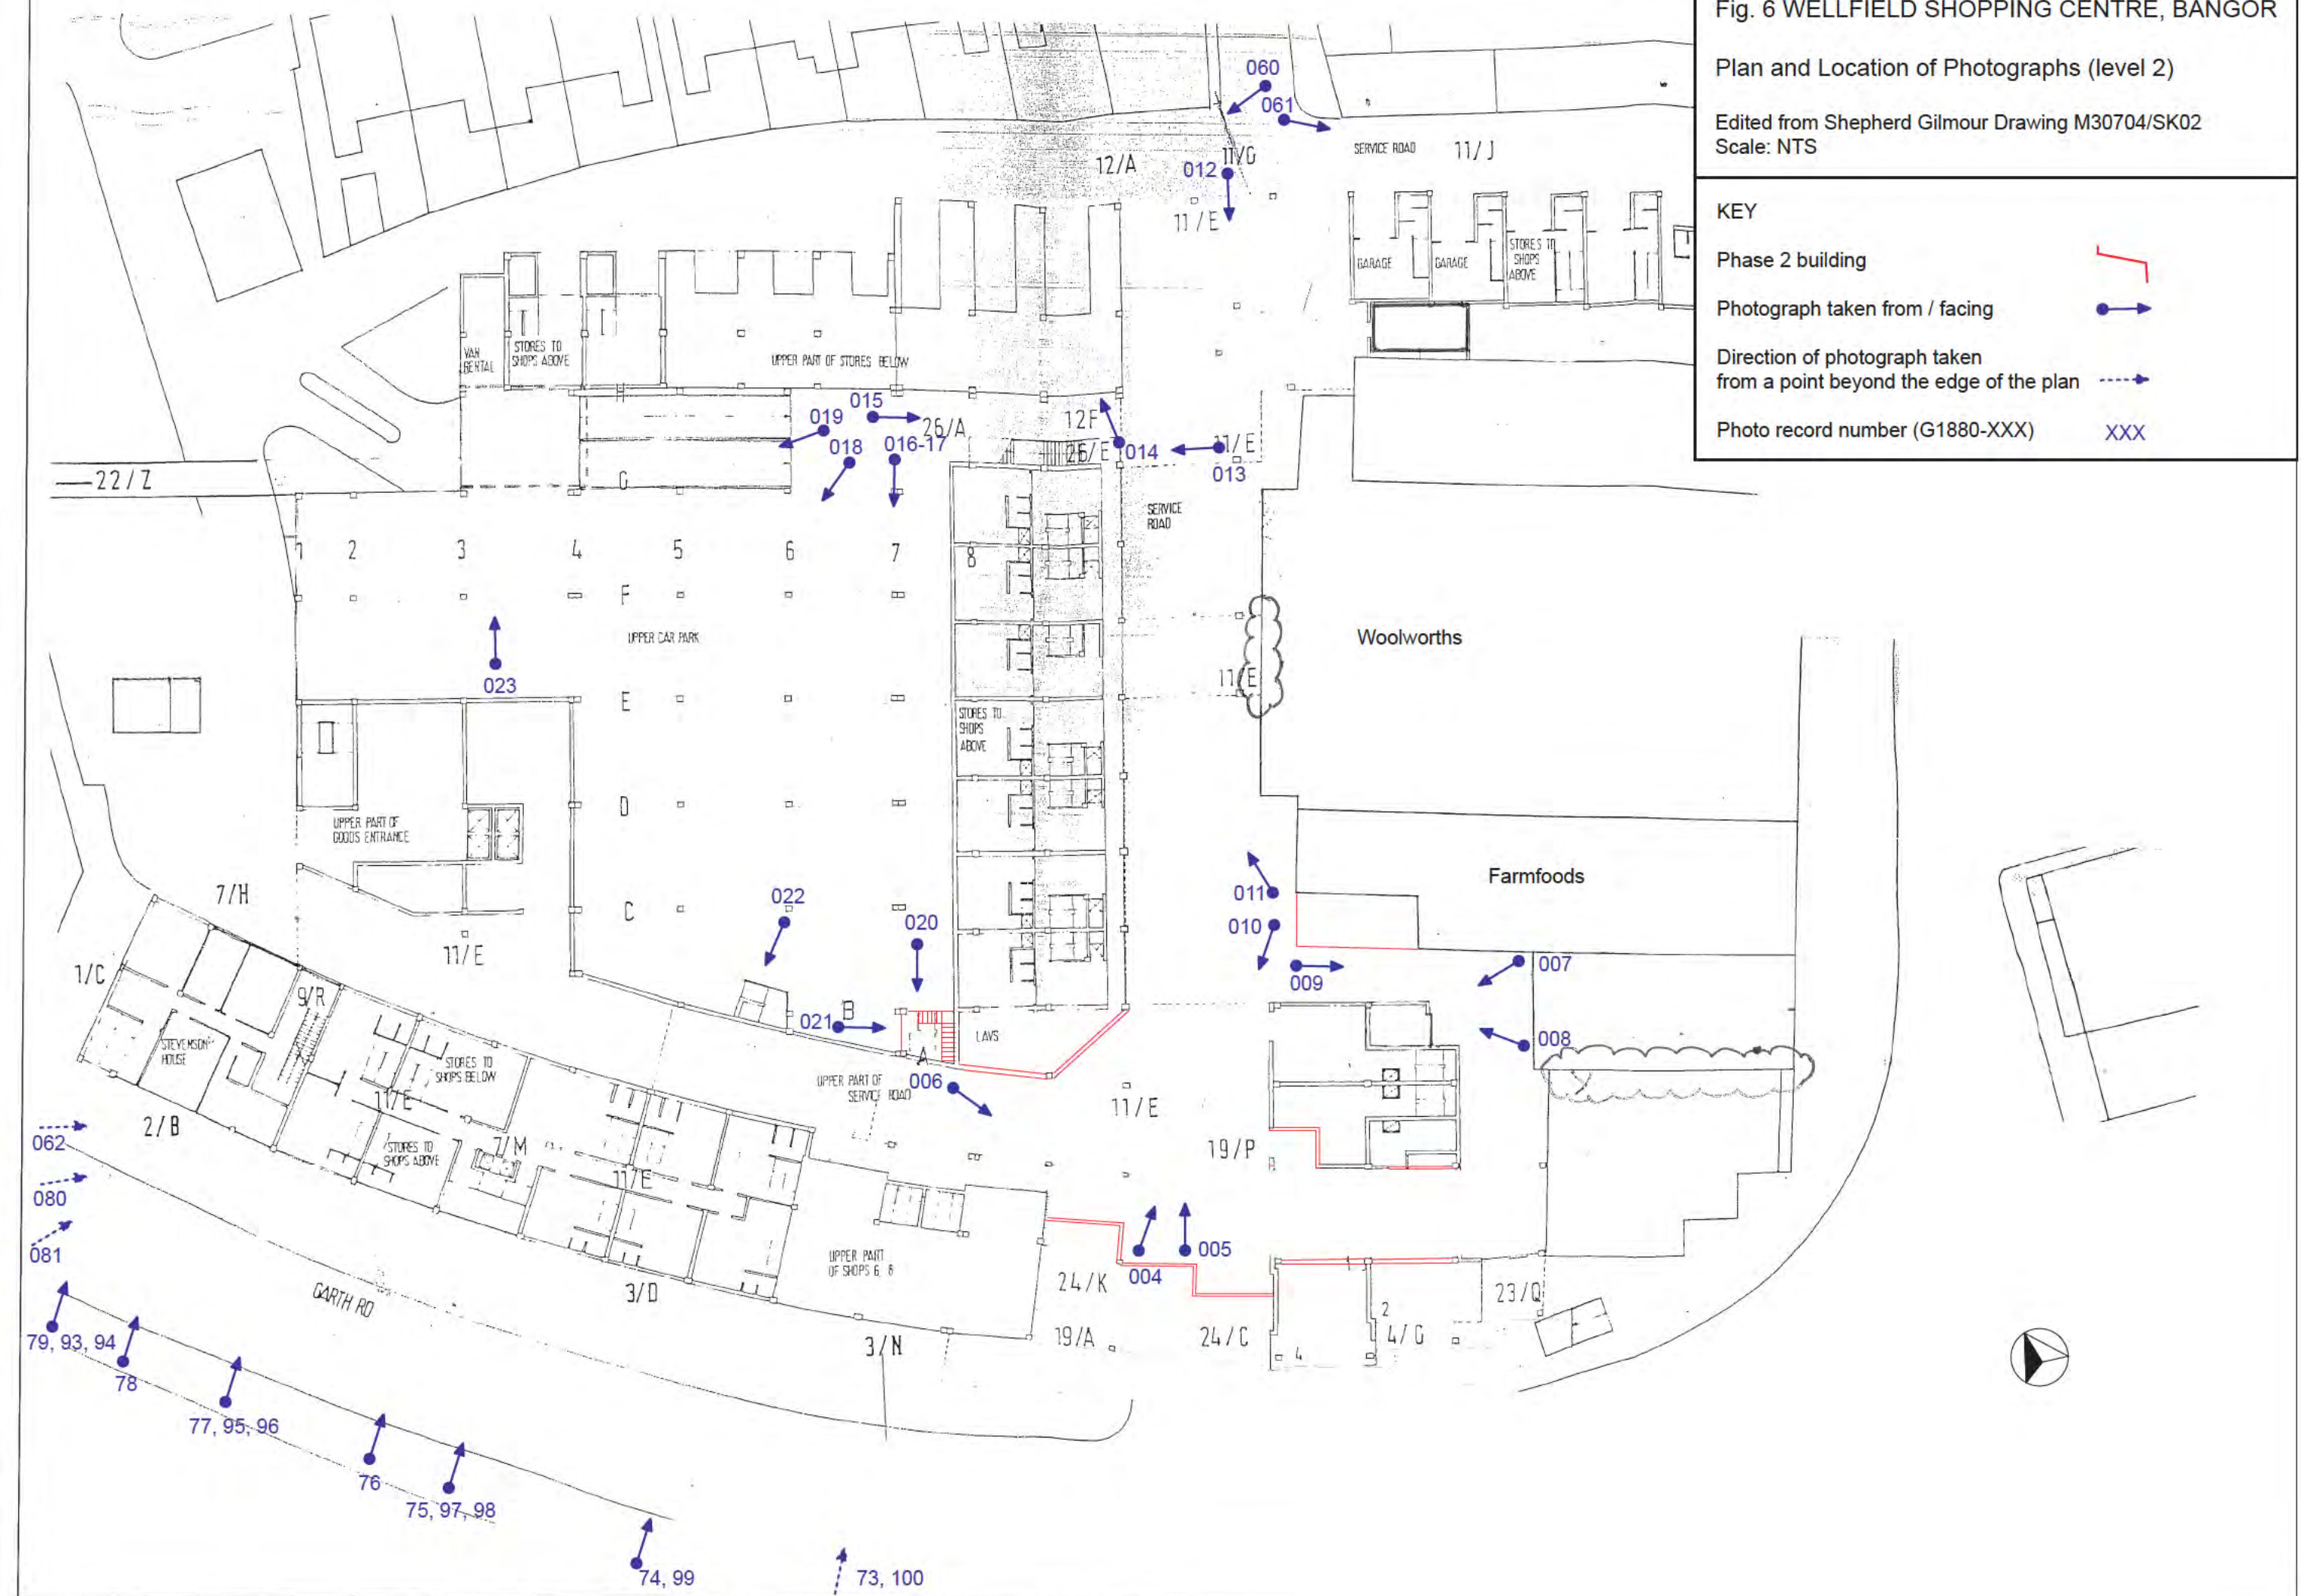 Fig. 6 WELLFIELD SHOPPING CENTRE, BANGOR
Plan and Location of Photographs (level 2)
Edited from Shepherd Gilmour Drawing M30704/SK02
Scale: NTS
KEY
Phase 2 building
Photograph taken from / facing
Direction of photograph taken
from a point beyond the edge of the plan
Photo record number (G1880-XXX)
XXX
060
061
012
11/G
12/A
SERVICE ROAD
11/J
11/E
GARAGE
GARAGE
STORES TO
SHOPS
ABOVE
VAN
RENTAL
STORES TO
SHOPS ABOVE
UPPER PART OF STORES BELOW
015
019
26/A
12F
018
016-17
26/E
014
11/E
013
22/Z
G
SERVICE
ROAD
1
2
3
4
5
6
7
8
F
UPPER CAR PARK
Woolworths
023
11/E
E
STORES TO
SHOPS
ABOVE
D
UPPER PART OF
GOODS ENTRANCE
Farmfoods
7/H
022
C
020
011
010
11/E
1/C
9/R
009
007
021
B
A
LAVS
008
STEVENSON
HOUSE
STORES TO
SHOPS BELOW
UPPER PART OF
SERVICE ROAD
006
11/E
11/E
062
2/B
STORES TO
SHOPS ABOVE
7/M
11/E
19/P
080
081
UPPER PART
OF SHOPS 6, 8
004
005
24/K
23/Q
GARTH RD
3/D
19/A
24/C
2
4/G
4
3/N
79, 93, 94
78
77, 95, 96
76
75, 97, 98
74, 99
73, 100